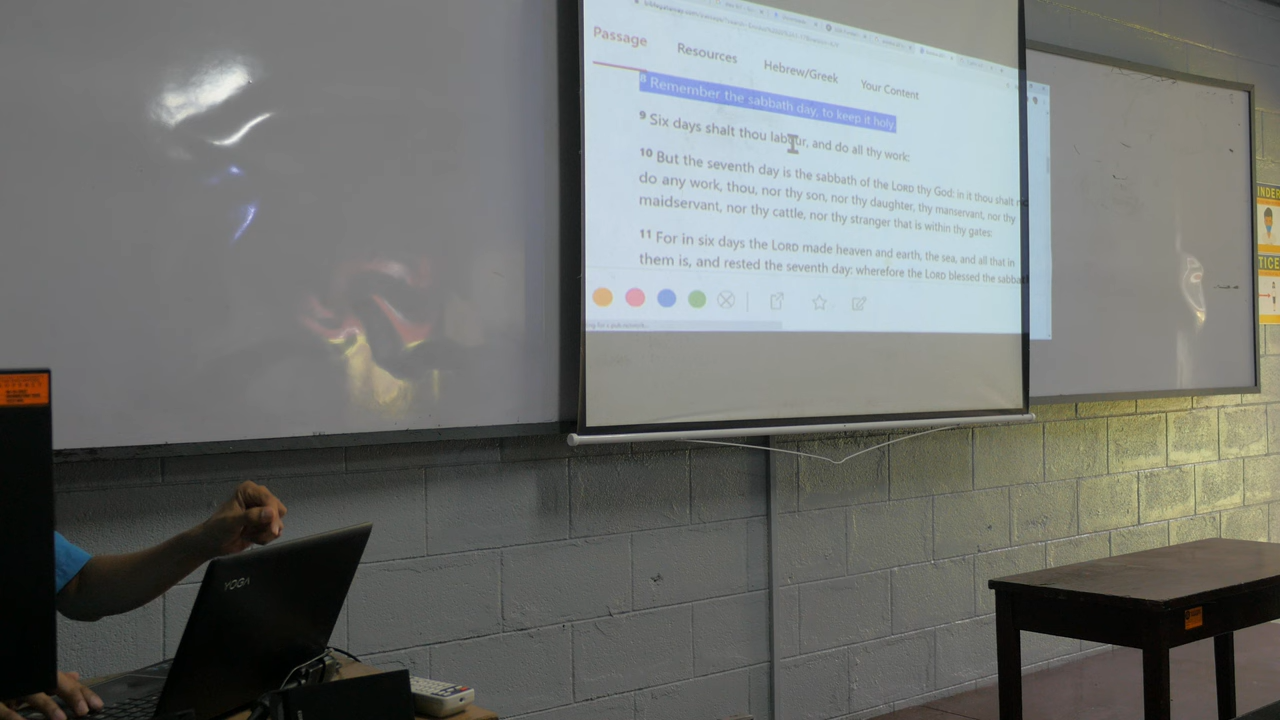 Passage
Resources
Hebrew/Greek
Your Content
8 Remember the sabbath day, to keep it holy.
9 Six days shalt thou labour, and do all thy work:
10 But the seventh day is the sabbath of the LORD thy God: in it thou shalt
do any work, thou, nor thy son, nor thy daughter, thy manservant, nor thy
maidservant, nor thy cattle, nor thy stranger that is within thy gates:
11 For in six days the LORD made heaven and earth, the sea, and all that in
them is, and rested the seventh day: wherefore the LORD blessed the sabba
YOGA